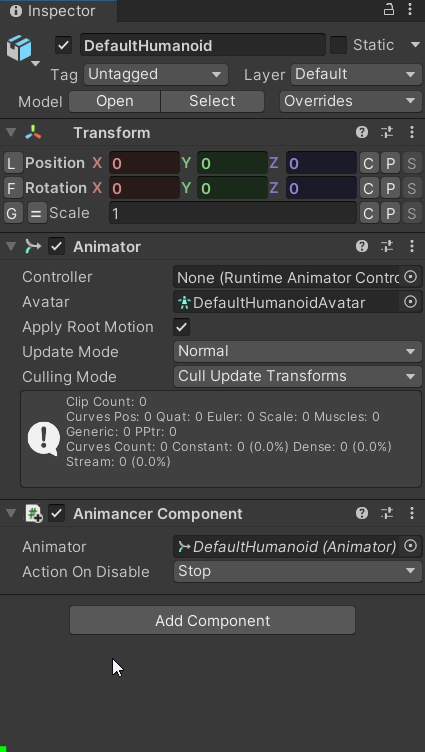 Inspector
DefaultHumanoid Static
Tag Untagged Layer Default
Model Open Select Overrides
Transform
L Position X 0 Y 0 Z 0 C P S
F Rotation X 0 Y 0 Z 0 C P S
G = Scale 1 C P S
Animator
Controller None (Runtime Animator Contro
Avatar DefaultHumanoidAvatar
Apply Root Motion
Update Mode Normal
Culling Mode Cull Update Transforms
Clip Count: 0
Curves Pos: 0 Quat: 0 Euler: 0 Scale: 0 Muscles: 0
Generic: 0 PPtr: 0
Curves Count: 0 Constant: 0 (0.0%) Dense: 0 (0.0%)
Stream: 0 (0.0%)
# Animancer Component
Animator DefaultHumanoid (Animator)
Action On Disable Stop
Add Component